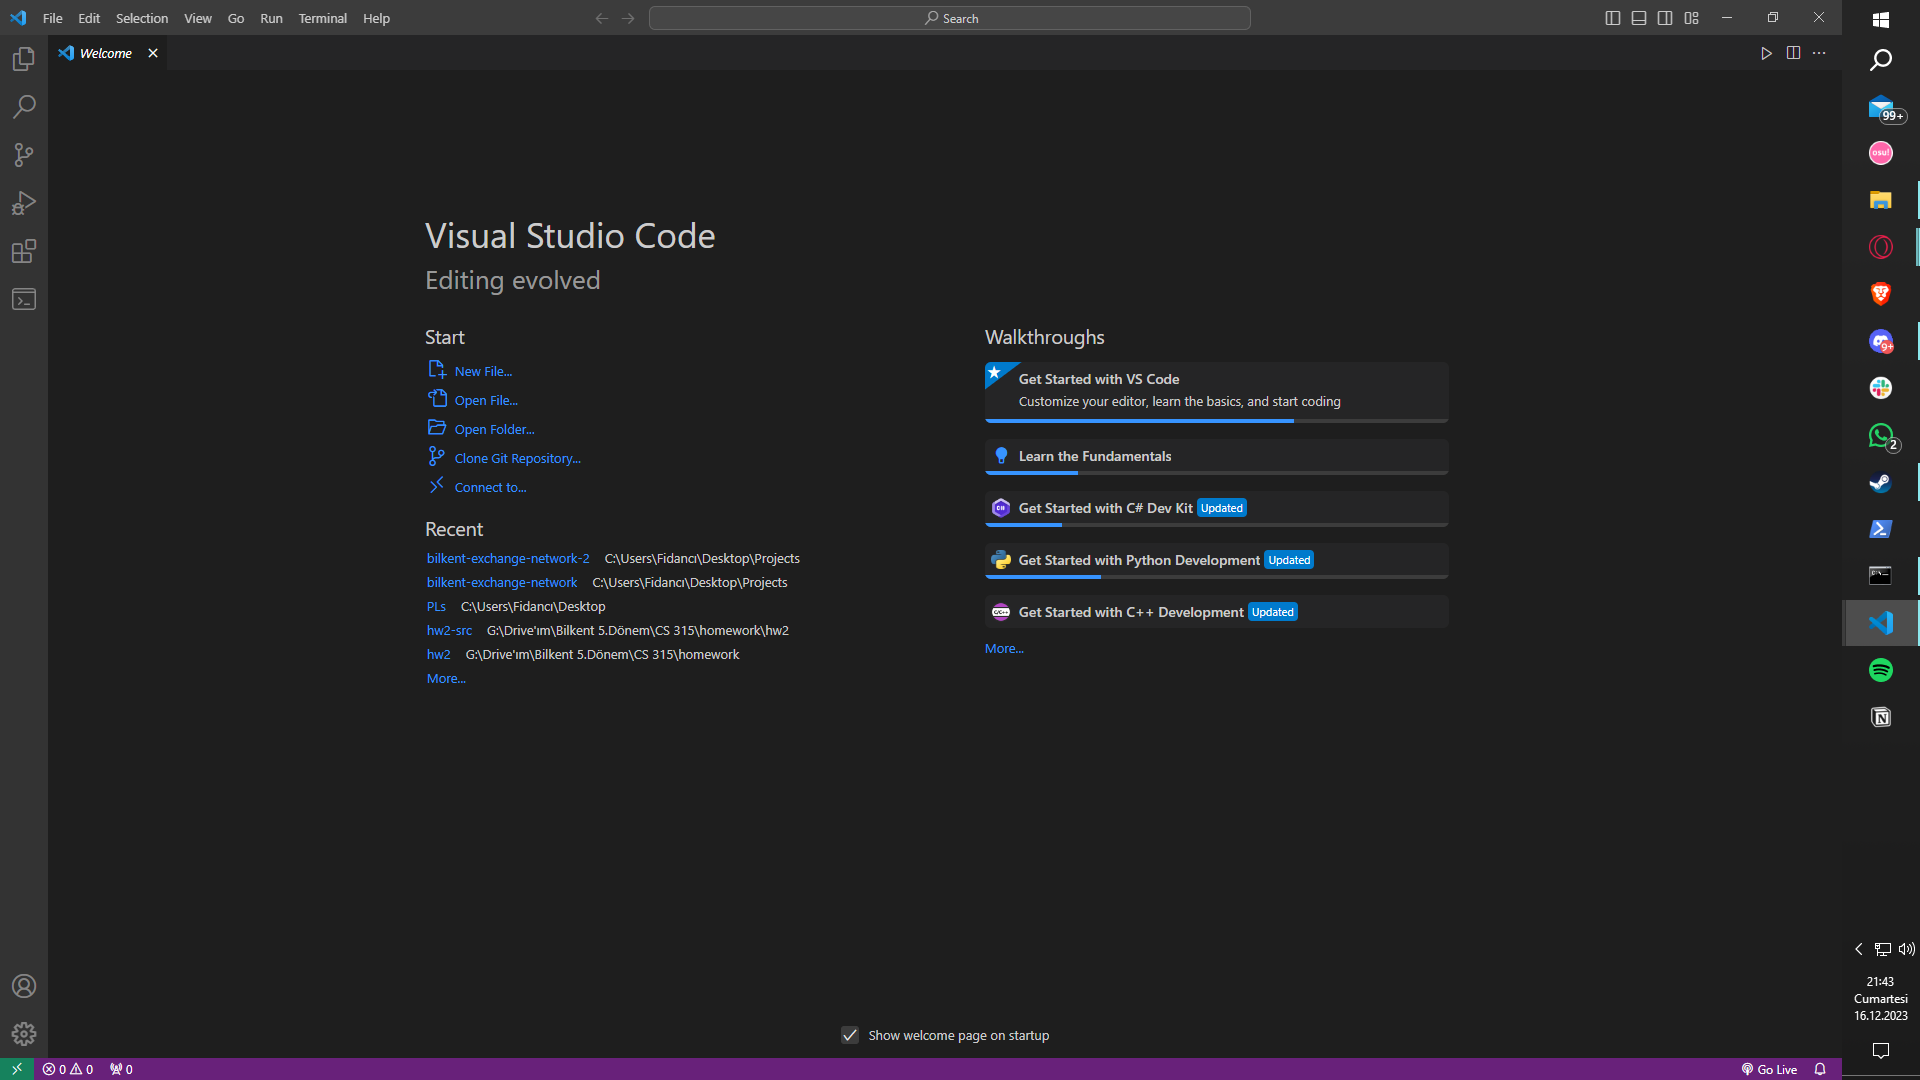 File Edit Selection View Go Run Terminal Help
Search
Welcome
Visual Studio Code
Editing evolved
Start
New File...
Open File...
Open Folder...
Clone Git Repository...
Connect to...
Recent
bilkent-exchange-network-2 C:\Users\Fidancı\Desktop\Projects
bilkent-exchange-network C:\Users\Fidancı\Desktop\Projects
PLs C:\Users\Fidancı\Desktop
hw2-src G:\Drive'ım\Bilkent 5.Dönem\CS 315\homework\hw2
hw2 G:\Drive'ım\Bilkent 5.Dönem\CS 315\homework
More...
Walkthroughs
Get Started with VS Code
Customize your editor, learn the basics, and start coding
Learn the Fundamentals
Get Started with C# Dev Kit Updated
Get Started with Python Development Updated
Get Started with C++ Development Updated
More...
Show welcome page on startup
0 0 0
Go Live
99+
osu!
9+
2
21:43
Cumartesi
16.12.2023